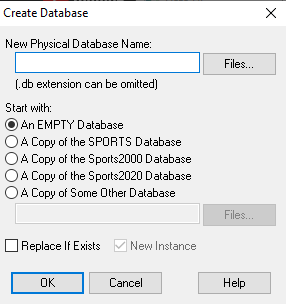 Create Database
New Physical Database Name:
Files...
(.db extension can be omitted)
Start with:
An EMPTY Database
A Copy of the SPORTS Database
A Copy of the Sports2000 Database
A Copy of the Sports2020 Database
A Copy of Some Other Database
Files...
Replace If Exists New Instance
OK Cancel Help